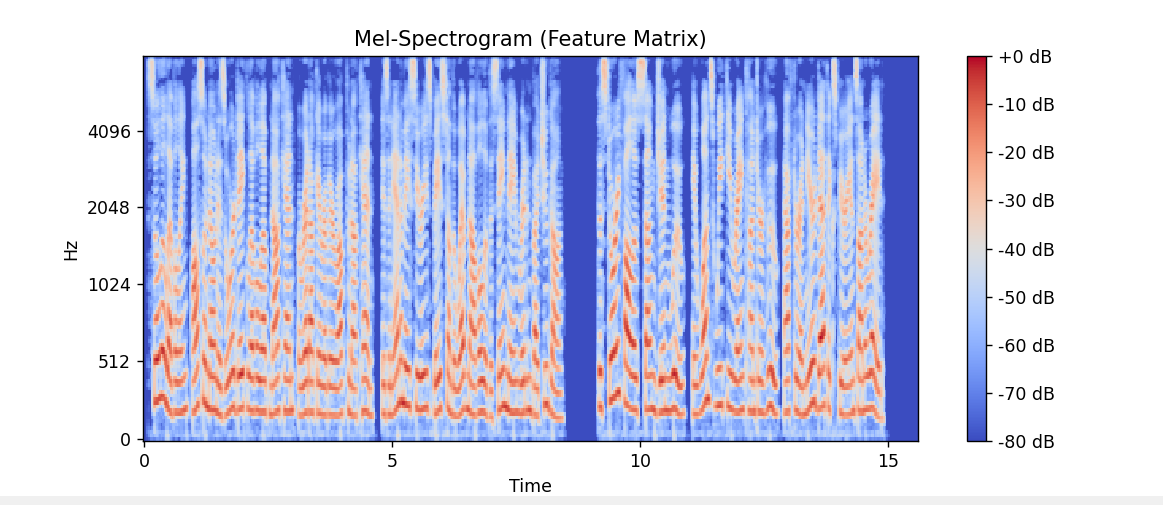 Mel-Spectrogram (Feature Matrix)
Hz
4096
2048
1024
512
0
0 5 10 15
Time
+0 dB
-10 dB
-20 dB
-30 dB
-40 dB
-50 dB
-60 dB
-70 dB
-80 dB